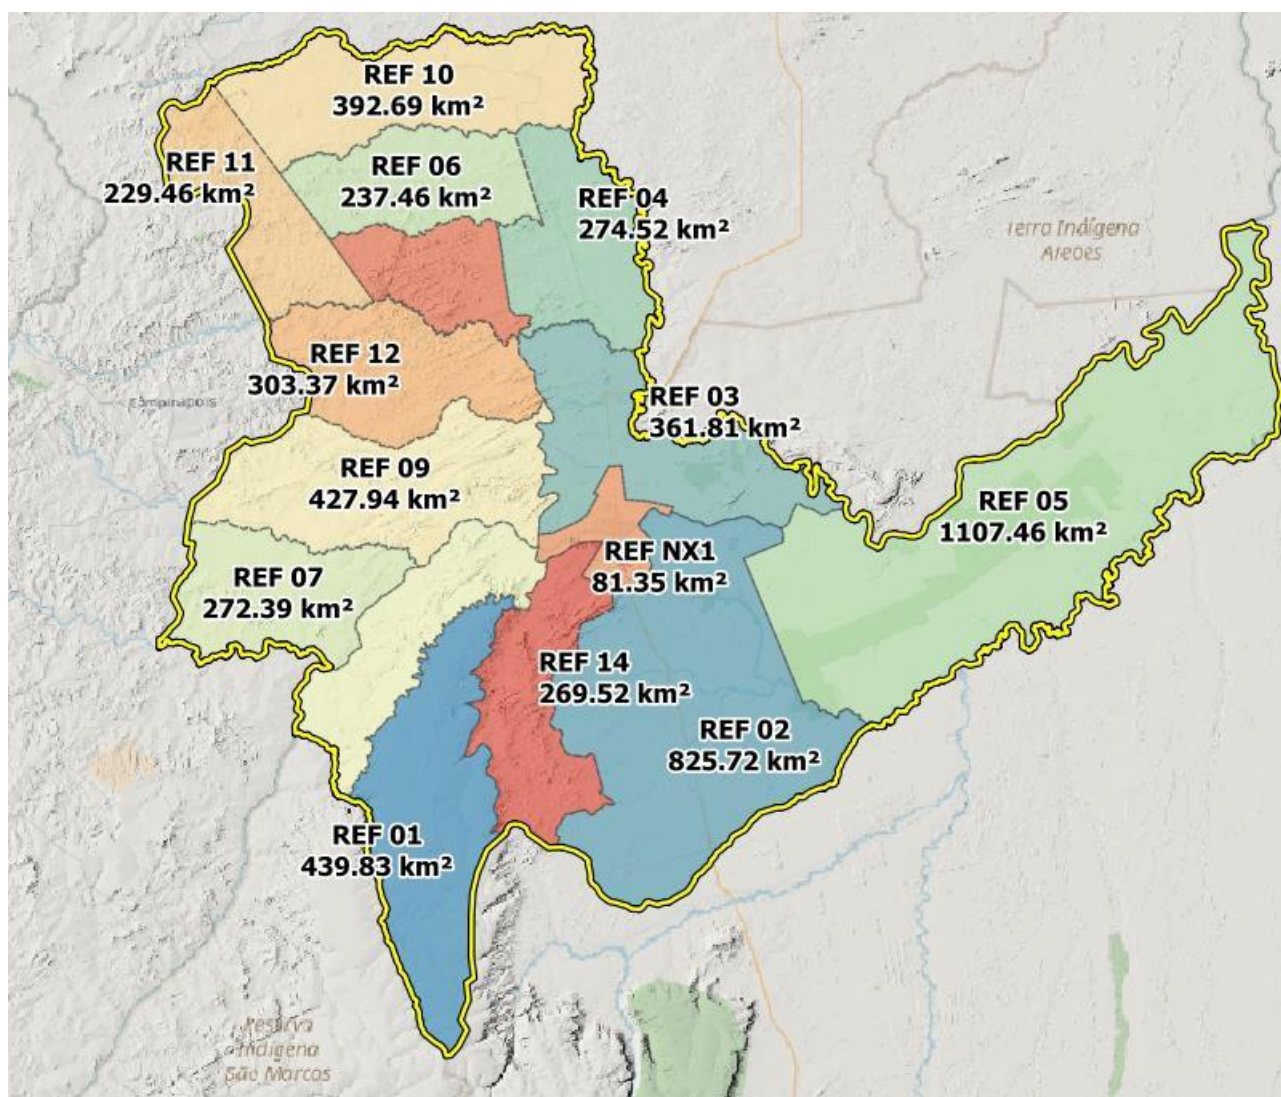 REF 10
392.69 km²
REF 11
229.46 km²
REF 06
237.46 km²
REF 04
274.52 km²
Terra Indígena
Areões
REF 12
303.37 km²
Campinápolis
REF 03
361.81 km²
REF 09
427.94 km²
REF 05
1107.46 km²
REF NX1
81.35 km²
REF 07
272.39 km²
REF 14
269.52 km²
REF 02
825.72 km²
REF 01
439.83 km²
Reserva
Indígena
São Marcos